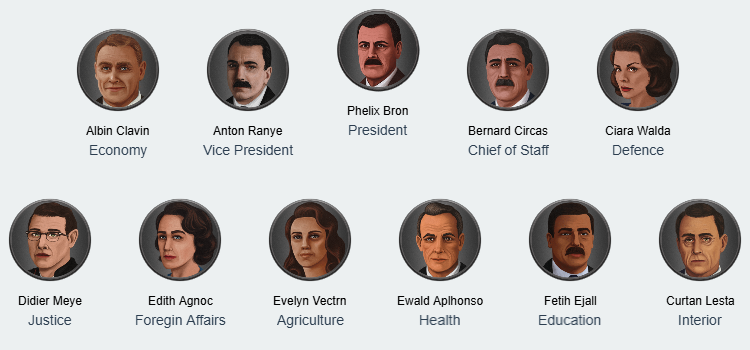 Phelix Bron
President
Albin Clavin
Economy
Anton Ranye
Vice President
Bernard Circas
Chief of Staff
Ciara Walda
Defence
Didier Meye
Justice
Edith Agnoc
Foregin Affairs
Evelyn Vectrn
Agriculture
Ewald Aplhonso
Health
Fetih Ejall
Education
Curtan Lesta
Interior